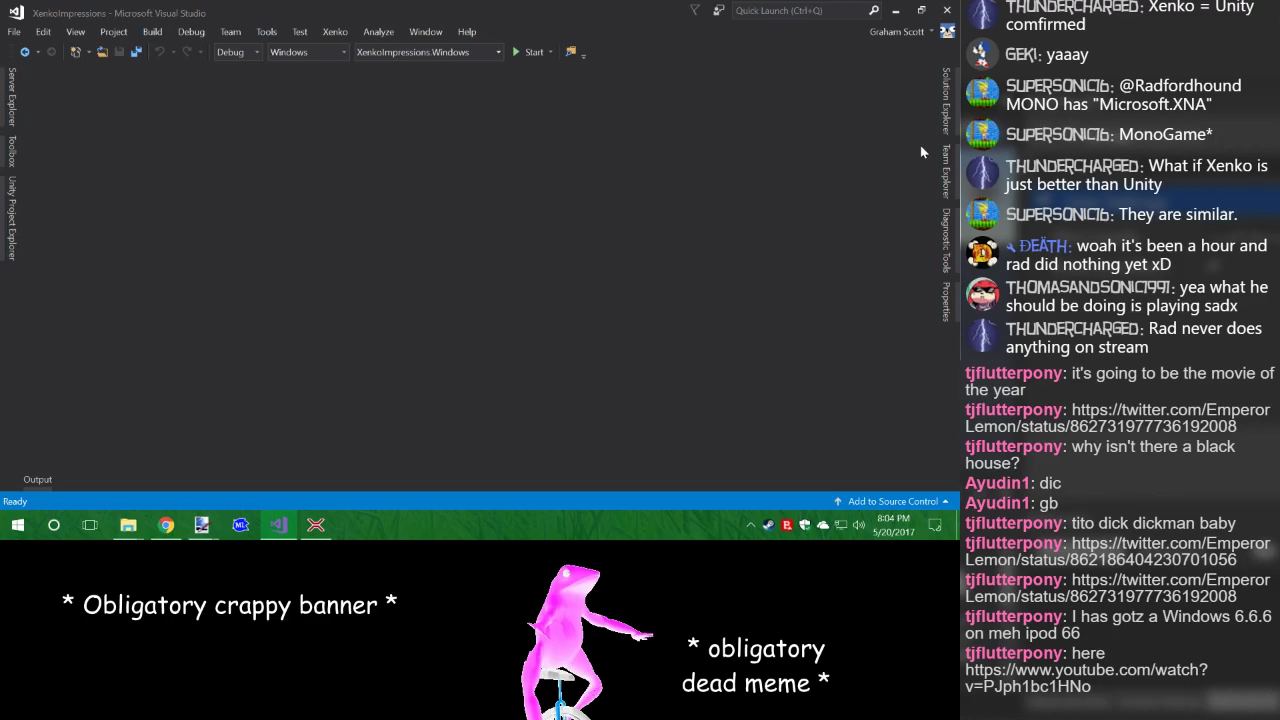 XenkoImpressions - Microsoft Visual Studio
Quick Launch (Ctrl+Q)
File Edit View Project Build Debug Team Tools Test Xenko Analyze Window Help
Graham Scott
Debug Windows XenkoImpressions.Windows Start
Server Explorer
Toolbox
Unity Project Explorer
Solution Explorer
Team Explorer
Diagnostic Tools
Properties
Output
Ready
Add to Source Control
8:04 PM
5/20/2017
* Obligatory crappy banner *
* obligatory
dead meme *
THUNDERCHARGED: Xenko = Unity
comfirmed
GEKI: yaaay
SUPERSONIC16: @Radfordhound
MONO has "Microsoft.XNA"
SUPERSONIC16: MonoGame*
THUNDERCHARGED: What if Xenko is
just better than Unity
SUPERSONIC16: They are similar.
ĐEÄTH: woah it's been a hour and
rad did nothing yet xD
THOMASANDSONIC1991: yea what he
should be doing is playing sadx
THUNDERCHARGED: Rad never does
anything on stream
tjflutterpony: it's going to be the movie of
the year
tjflutterpony: https://twitter.com/Emperor
Lemon/status/862731977736192008
tjflutterpony: why isn't there a black
house?
Ayudin1: dic
Ayudin1: gb
tjflutterpony: tito dick dickman baby
tjflutterpony: https://twitter.com/Emperor
Lemon/status/862186404230701056
tjflutterpony: https://twitter.com/Emperor
Lemon/status/862731977736192008
tjflutterpony: I has gotz a Windows 6.6.6
on meh ipod 66
tjflutterpony: here
https://www.youtube.com/watch?
v=PJph1bc1HNo